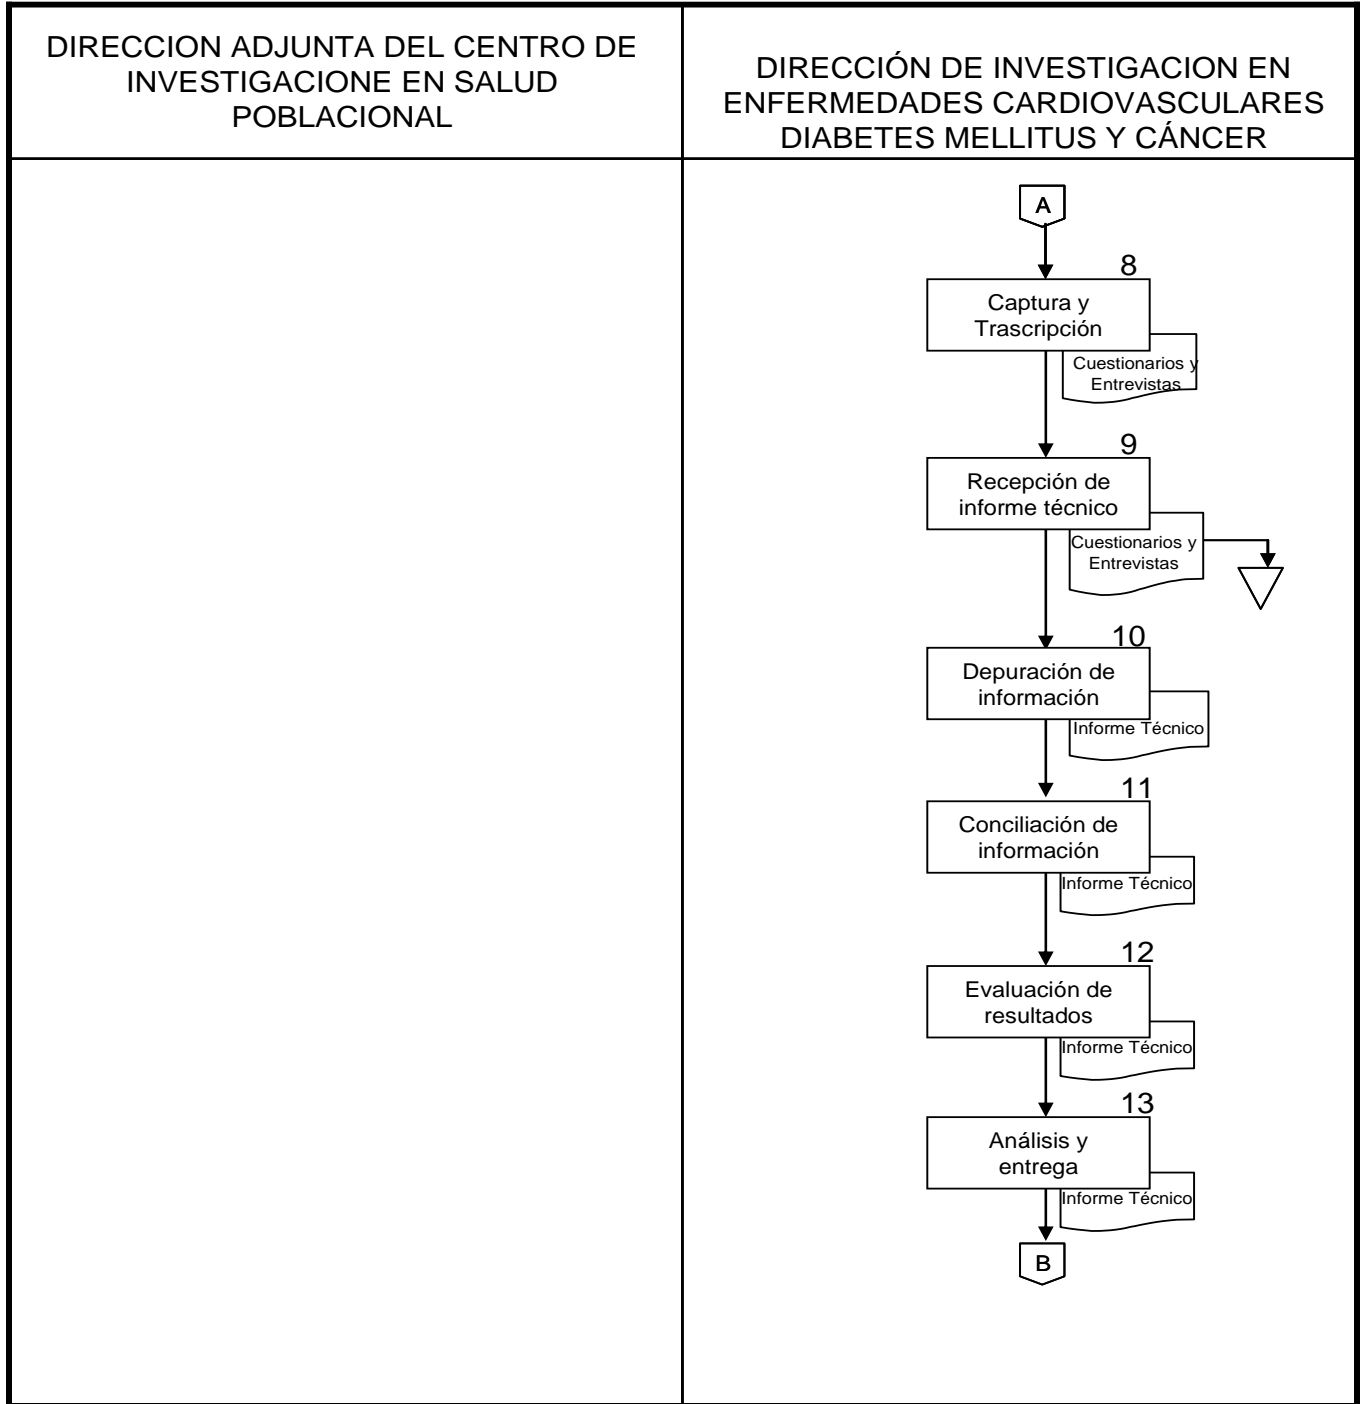 DIRECCION ADJUNTA DEL CENTRO DE
INVESTIGACIONE EN SALUD
POBLACIONAL
DIRECCIÓN DE INVESTIGACION EN
ENFERMEDADES CARDIOVASCULARES
DIABETES MELLITUS Y CÁNCER
A
8
Captura y
Trascripción
Cuestionarios y
Entrevistas
9
Recepción de
informe técnico
Cuestionarios y
Entrevistas
10
Depuración de
información
Informe Técnico
11
Conciliación de
información
Informe Técnico
12
Evaluación de
resultados
Informe Técnico
13
Análisis y
entrega
Informe Técnico
B